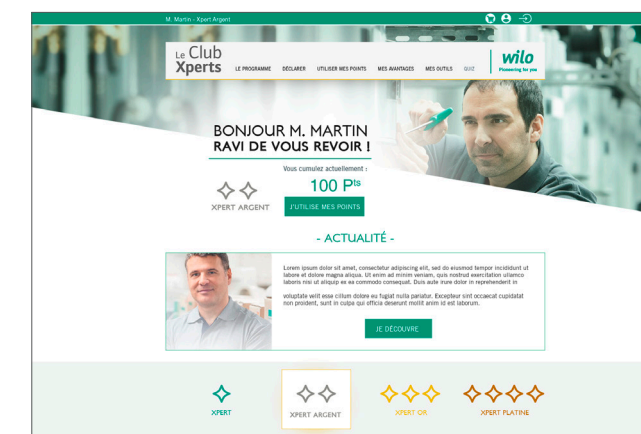 M. Martin - Xpert Argent
Le Club
Xperts
LE PROGRAMME DÉCLARER UTILISER MES POINTS MES AVANTAGES MES OUTILS QUIZ
wilo
Pioneering for you.
BONJOUR M. MARTIN
RAVI DE VOUS REVOIR !
Vous cumulez actuellement :
100 Pts
XPERT ARGENT
J'UTILISE MES POINTS
- ACTUALITÉ -
Lorem ipsum dolor sit amet, consectetur adipiscing elit, sed do eiusmod tempor incididunt ut
labore et dolore magna aliqua. Ut enim ad minim veniam, quis nostrud exercitation ullamco
laboris nisi ut aliquip ex ea commodo consequat. Duis aute irure dolor in reprehenderit in
voluptate velit esse cillum dolore eu fugiat nulla pariatur. Excepteur sint occaecat cupidatat
non proident, sunt in culpa qui officia deserunt mollit anim id est laborum.
JE DÉCOUVRE
XPERT
XPERT ARGENT
XPERT OR
XPERT PLATINE